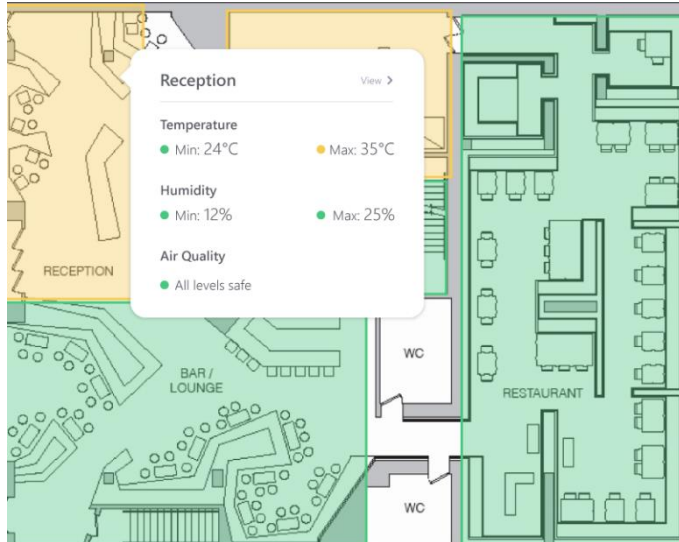 Reception
View >
Temperature
Min: 24°C
Max: 35°C
Humidity
Min: 12%
Max: 25%
Air Quality
All levels safe
RECEPTION
BAR /
LOUNGE
WC
RESTAURANT
WC